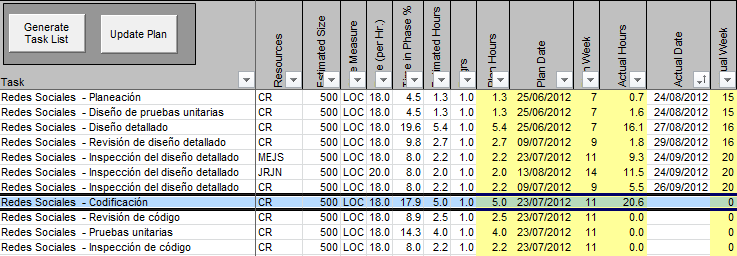 Generate Task List
Update Plan
Task Resources Estimated Size Measure (per Hr.) Time in Phase % Estimated Hours Plan Hours Plan Date Week Actual Hours Actual Date Week
Redes Sociales - Planeación CR 500 LOC 18.0 4.5 1.3 1.0 1.3 25/06/2012 7 0.7 24/08/2012 15
Redes Sociales - Diseño de pruebas unitarias CR 500 LOC 18.0 4.5 1.3 1.0 1.3 25/06/2012 7 1.6 24/08/2012 15
Redes Sociales - Diseño detallado CR 500 LOC 18.0 19.6 5.4 1.0 5.4 25/06/2012 7 16.1 27/08/2012 16
Redes Sociales - Revisión de diseño detallado CR 500 LOC 18.0 9.8 2.7 1.0 2.7 09/07/2012 9 1.8 29/08/2012 16
Redes Sociales - Inspección del diseño detallado MEJS 500 LOC 18.0 8.0 2.2 1.0 2.2 23/07/2012 11 9.3 24/09/2012 20
Redes Sociales - Inspección del diseño detallado JRJN 500 LOC 20.0 8.0 2.0 1.0 2.0 13/08/2012 14 11.5 24/09/2012 20
Redes Sociales - Inspección del diseño detallado CR 500 LOC 18.0 8.0 2.2 1.0 2.2 09/07/2012 9 5.5 26/09/2012 20
Redes Sociales - Codificación CR 500 LOC 18.0 17.9 5.0 1.0 5.0 23/07/2012 11 20.6 0
Redes Sociales - Revisión de código CR 500 LOC 18.0 8.9 2.5 1.0 2.5 23/07/2012 11 0.0 0
Redes Sociales - Pruebas unitarias CR 500 LOC 18.0 14.3 4.0 1.0 4.0 23/07/2012 11 0.0 0
Redes Sociales - Inspección de código CR 500 LOC 18.0 8.0 2.2 1.0 2.2 23/07/2012 11 0.0 0